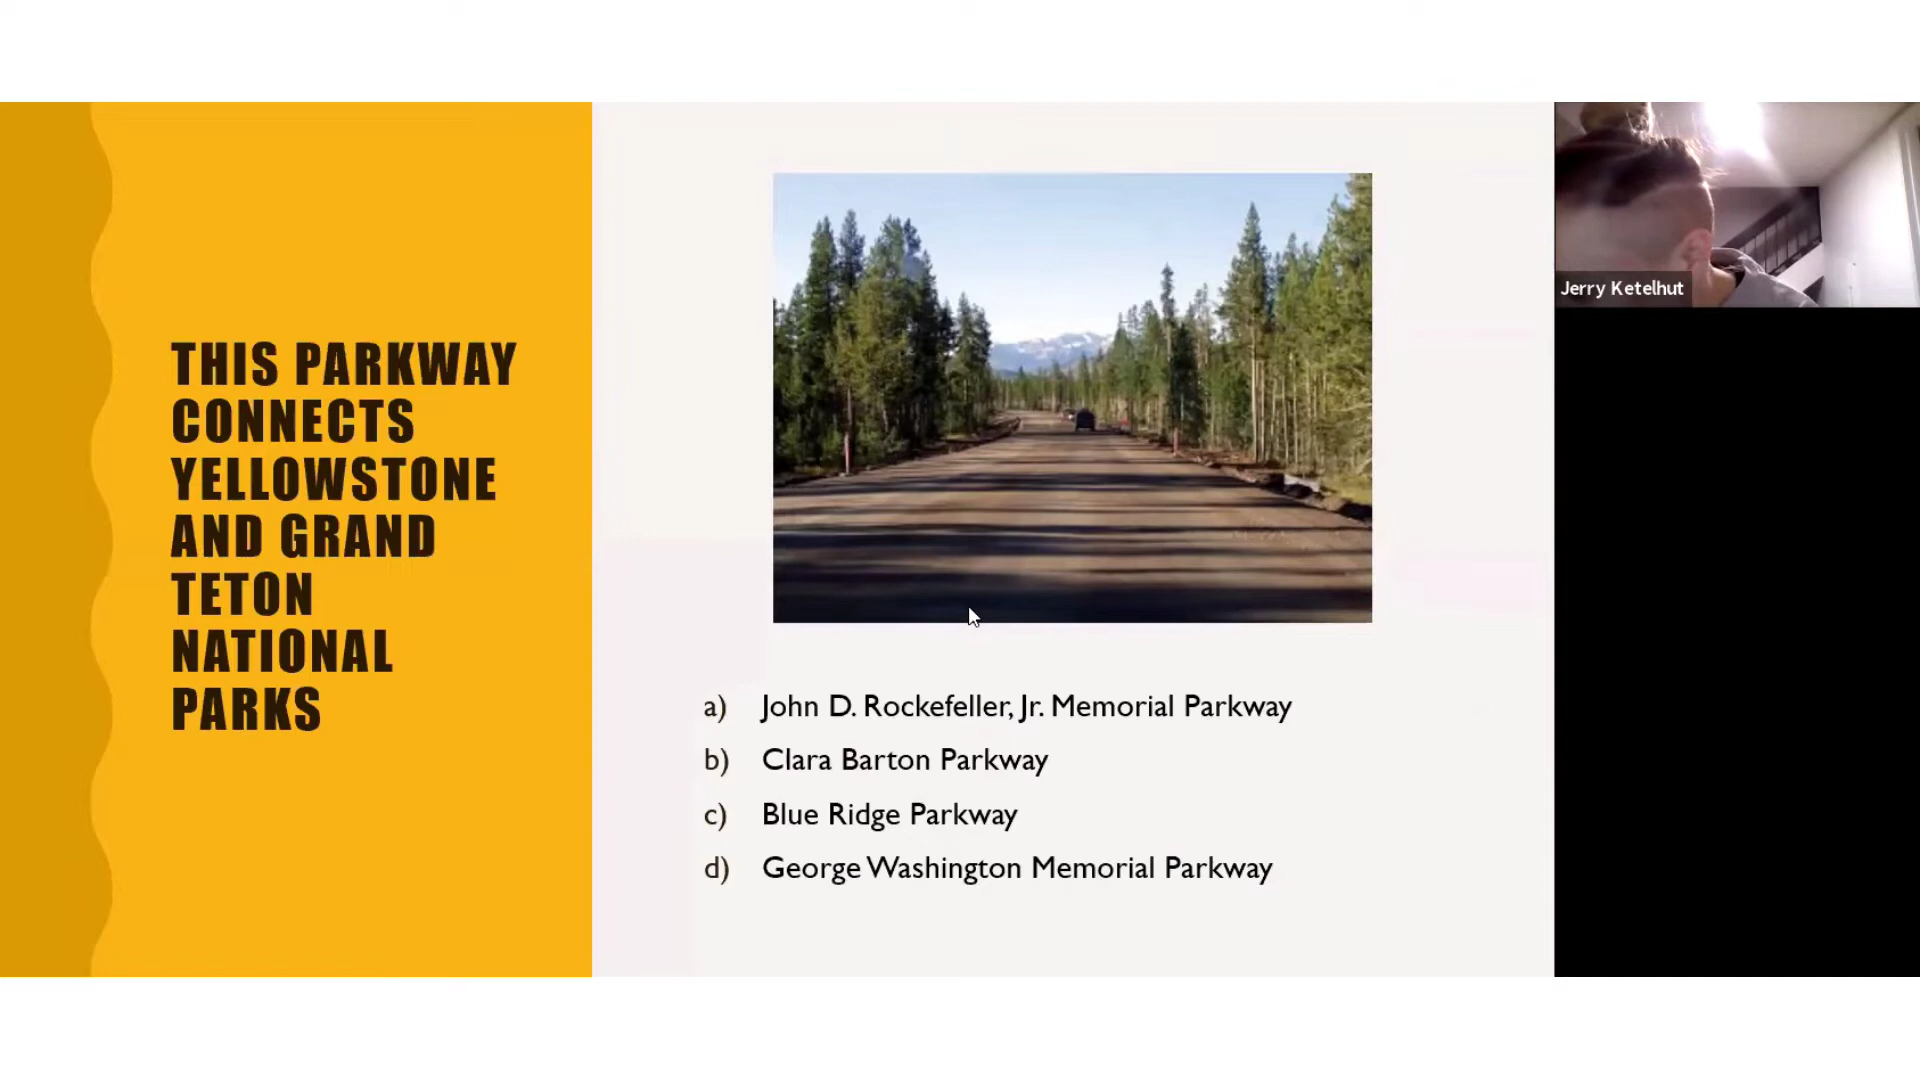 THIS PARKWAY
CONNECTS
YELLOWSTONE
AND GRAND
TETON
NATIONAL
PARKS
a) John D. Rockefeller, Jr. Memorial Parkway
b) Clara Barton Parkway
c) Blue Ridge Parkway
d) George Washington Memorial Parkway
Jerry Ketelhut